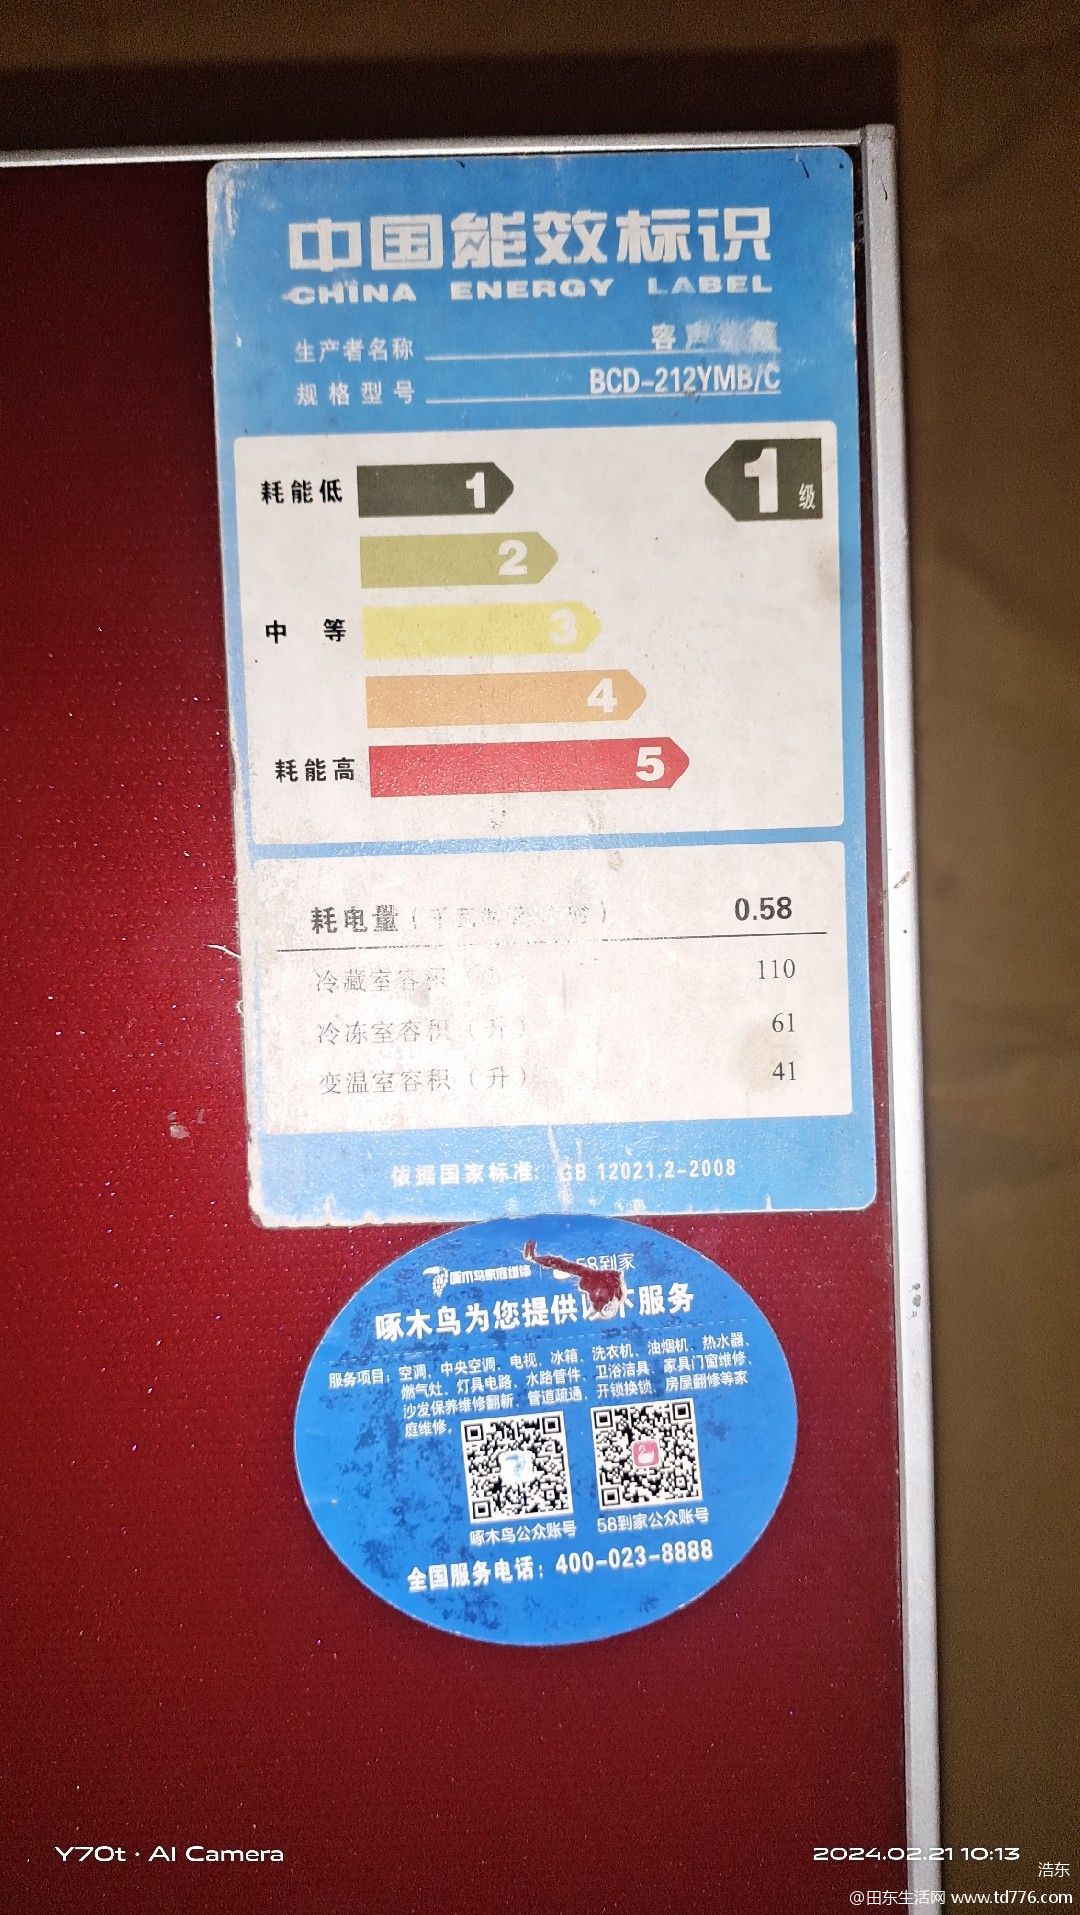 中国能效标识
CHINA ENERGY LABEL
生产者名称 客声
规格型号 BCD-212YMB/C
耗能低 1 1级
2
中 等 3
4
耗能高 5
耗电量 0.58
冷藏室容积 110
冷冻室容积（升） 61
变温室容积（升） 41
依据国家标准: GB 12021.2-2008
啄木鸟家庭维修 58到家
啄木鸟为您提供以下服务
服务项目：空调、中央空调、电视、冰箱、洗衣机、油烟机、热水器、
燃气灶、灯具电路、水路管件、卫浴洁具、家具门窗维修、
沙发保养维修翻新、管道疏通、开锁换锁、房屋翻修等家
庭维修。
啄木鸟公众账号 58到家公众账号
全国服务电话：400-023-8888
Y70t · AI Camera
2024.02.21 10:13
浩东
@田东生活网 www.td776.com